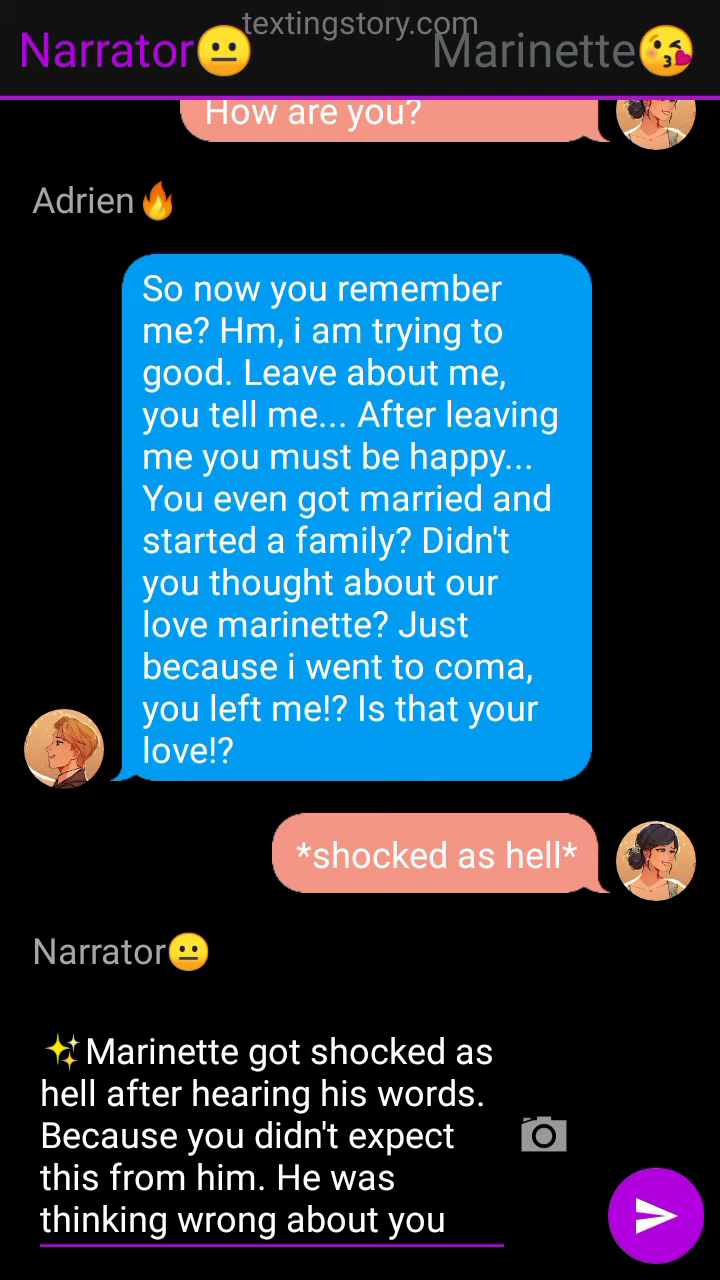 textingstory.com
Narrator😐 Marinette😘
How are you?
Adrien🔥
So now you remember
me? Hm, i am trying to
good. Leave about me,
you tell me... After leaving
me you must be happy...
You even got married and
started a family? Didn't
you thought about our
love marinette? Just
because i went to coma,
you left me!? Is that your
love!?
*shocked as hell*
Narrator😐
✨Marinette got shocked as
hell after hearing his words.
Because you didn't expect
this from him. He was
thinking wrong about you